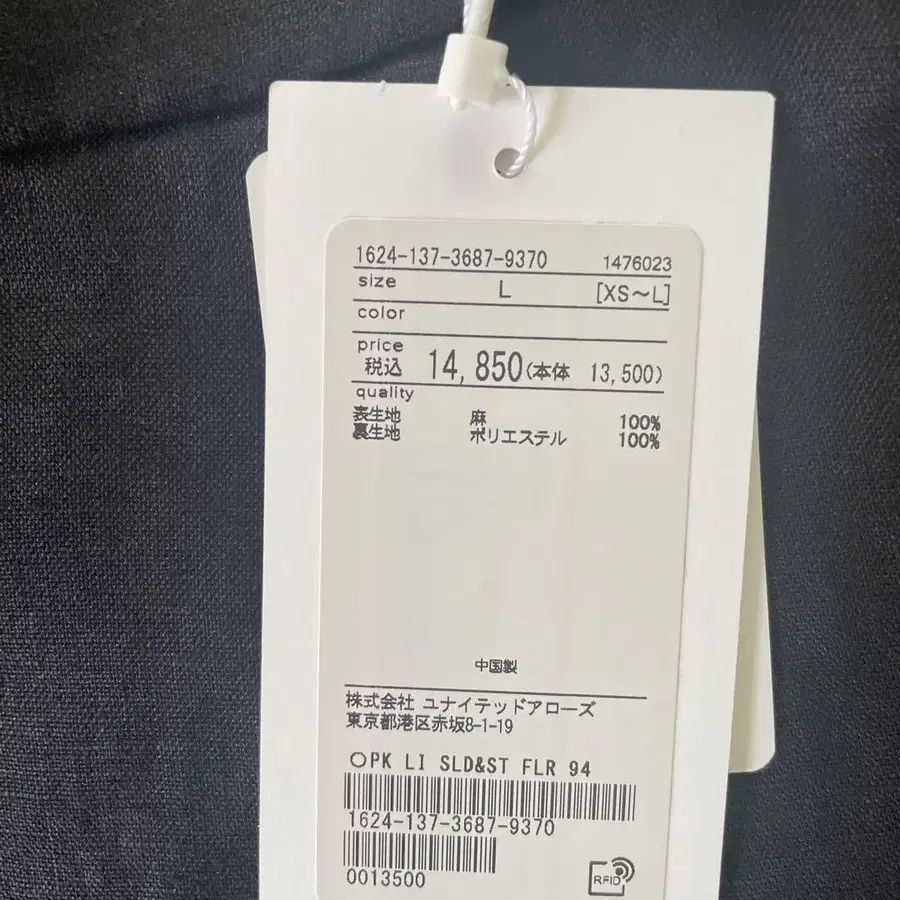 1624-137-3687-9370 1476023
size L [XS〜L]
color
price
税込 14,850(本体 13,500)
quality
表生地 麻 100%
裏生地 ポリエステル 100%
中国製
株式会社 ユナイテッドアローズ
東京都港区赤坂8-1-19
〇PK LI SLD&ST FLR 94
1624-137-3687-9370
0013500
RFID